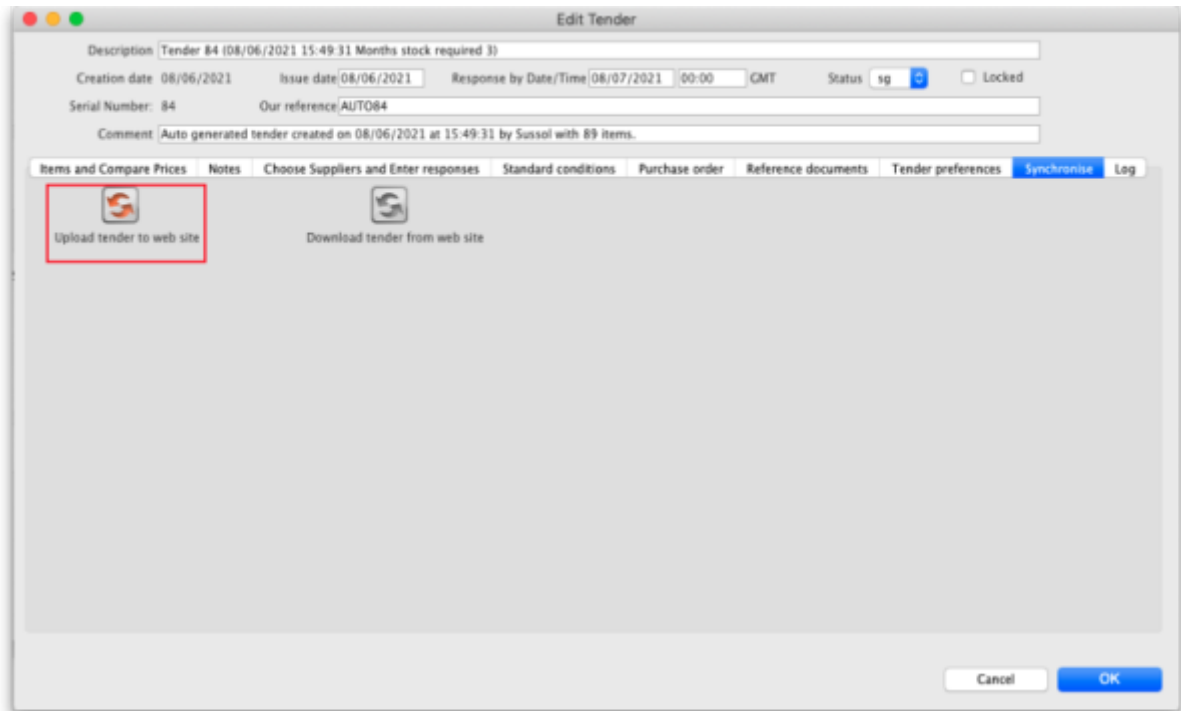 Edit Tender
Description Tender 84 (08/06/2021 15:49:31 Months stock required 3)
Creation date 08/06/2021 Issue date 08/06/2021 Response by Date/Time 08/07/2021 00:00 GMT Status sg Locked
Serial Number: 84 Our reference AUTO84
Comment Auto generated tender created on 08/06/2021 at 15:49:31 by Sussol with 89 items.
Items and Compare Prices Notes Choose Suppliers and Enter responses Standard conditions Purchase order Reference documents Tender preferences Synchronise Log
Upload tender to web site Download tender from web site
Cancel OK